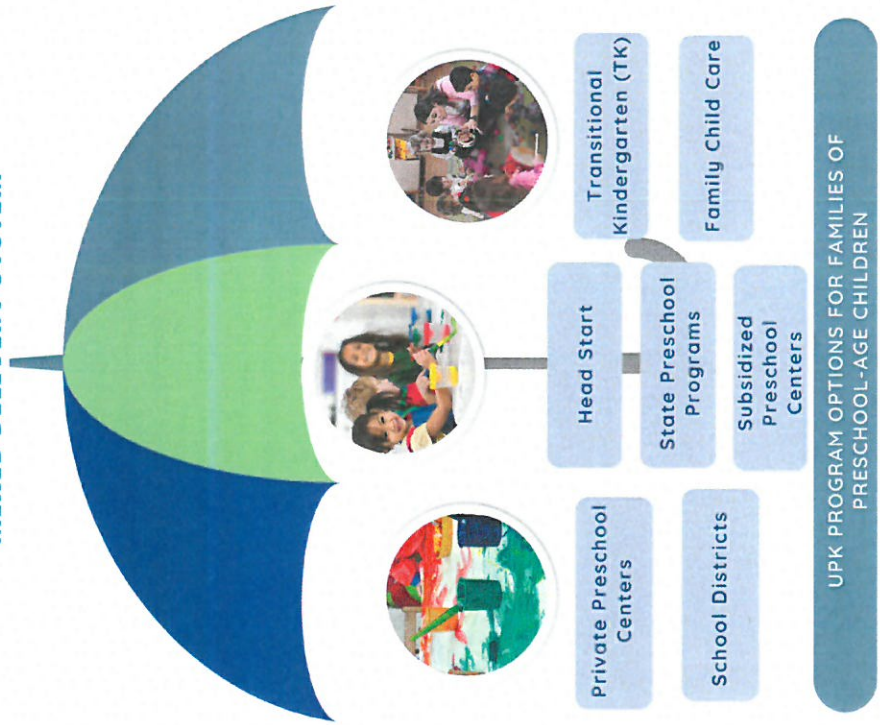 Private Preschool
Centers
School Districts
Head Start
State Preschool
Programs
Subsidized
Preschool
Centers
Transitional
Kindergarten (TK)
Family Child Care
UPK PROGRAM OPTIONS FOR FAMILIES OF
PRESCHOOL-AGE CHILDREN